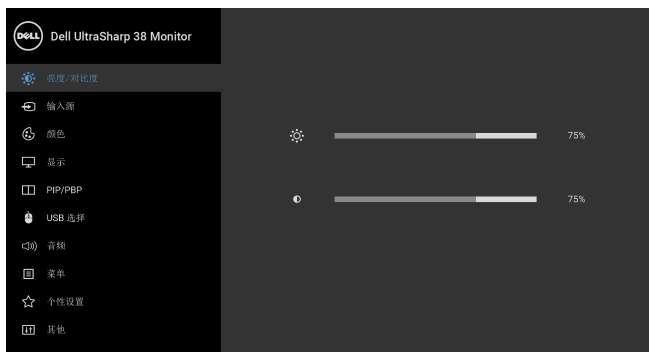 DELL Dell UltraSharp 38 Monitor
亮度/对比度
输入源
颜色
显示
PIP/PBP
USB 选择
音频
菜单
个性设置
其他
75%
75%